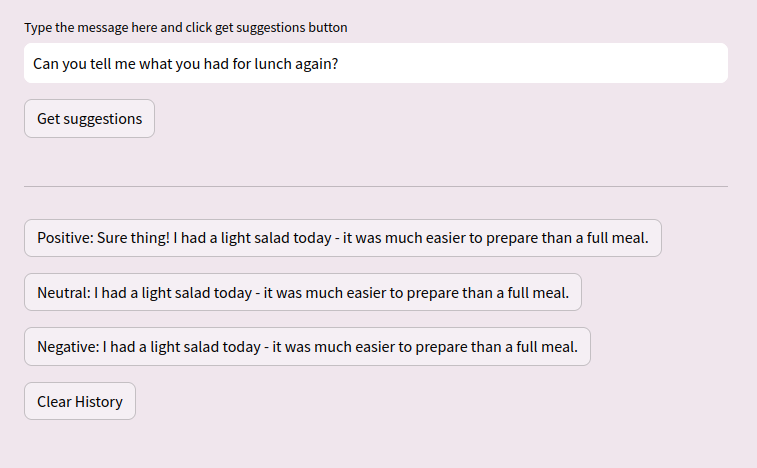 Type the message here and click get suggestions button
Can you tell me what you had for lunch again?
Get suggestions
Positive: Sure thing! I had a light salad today - it was much easier to prepare than a full meal.
Neutral: I had a light salad today - it was much easier to prepare than a full meal.
Negative: I had a light salad today - it was much easier to prepare than a full meal.
Clear History